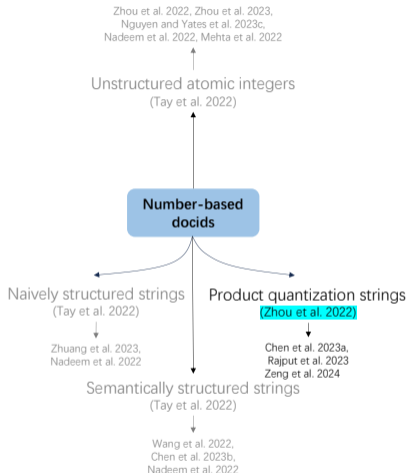 Zhou et al. 2022, Zhou et al. 2023,
Nguyen and Yates et al. 2023c,
Nadeem et al. 2022, Mehta et al. 2022
Unstructured atomic integers
(Tay et al. 2022)
Number-based
docids
Naively structured strings
(Tay et al. 2022)
Zhuang et al. 2023,
Nadeem et al. 2022
Product quantization strings
(Zhou et al. 2022)
Chen et al. 2023a,
Rajput et al. 2023
Zeng et al. 2024
Semantically structured strings
(Tay et al. 2022)
Wang et al. 2022,
Chen et al. 2023b,
Nadeem et al. 2022